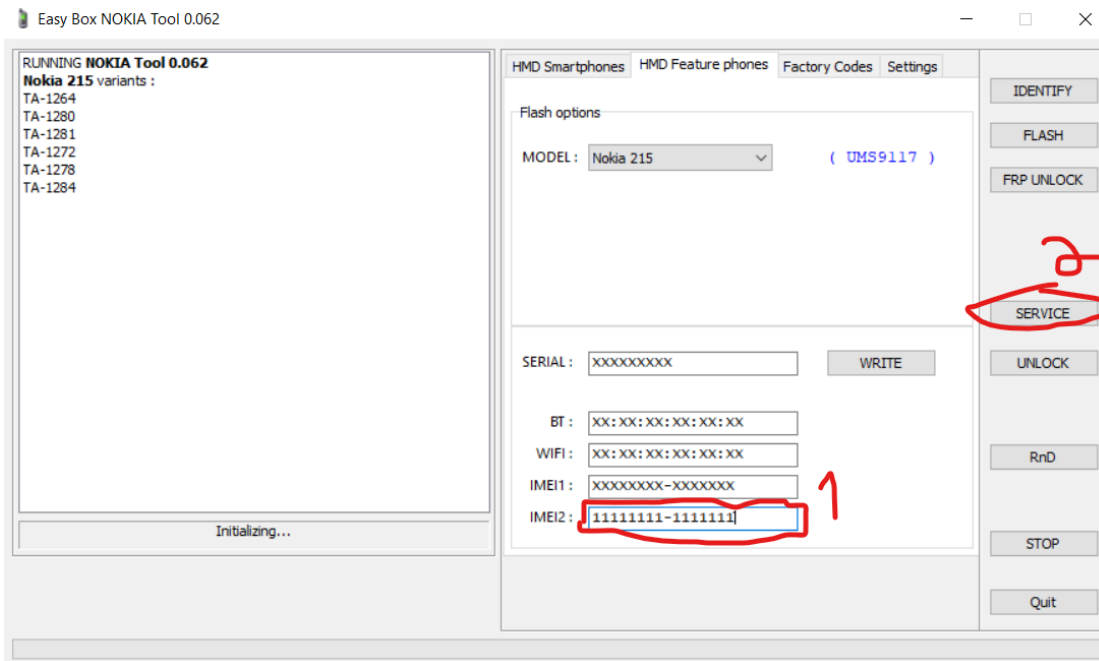 Easy Box NOKIA Tool 0.062
RUNNING NOKIA Tool 0.062
Nokia 215 variants :
TA-1264
TA-1280
TA-1281
TA-1272
TA-1278
TA-1284
Initializing...
HMD Smartphones
HMD Feature phones
Factory Codes
Settings
Flash options
MODEL :
Nokia 215
( UMS9117 )
SERIAL :
XXXXXXXXX
WRITE
BT :
XX:XX:XX:XX:XX:XX
WIFI :
XX:XX:XX:XX:XX:XX
IMEI1 :
XXXXXXXX-XXXXXXX
IMEI2 :
11111111-1111111
1
IDENTIFY
FLASH
FRP UNLOCK
2
SERVICE
UNLOCK
RnD
STOP
Quit